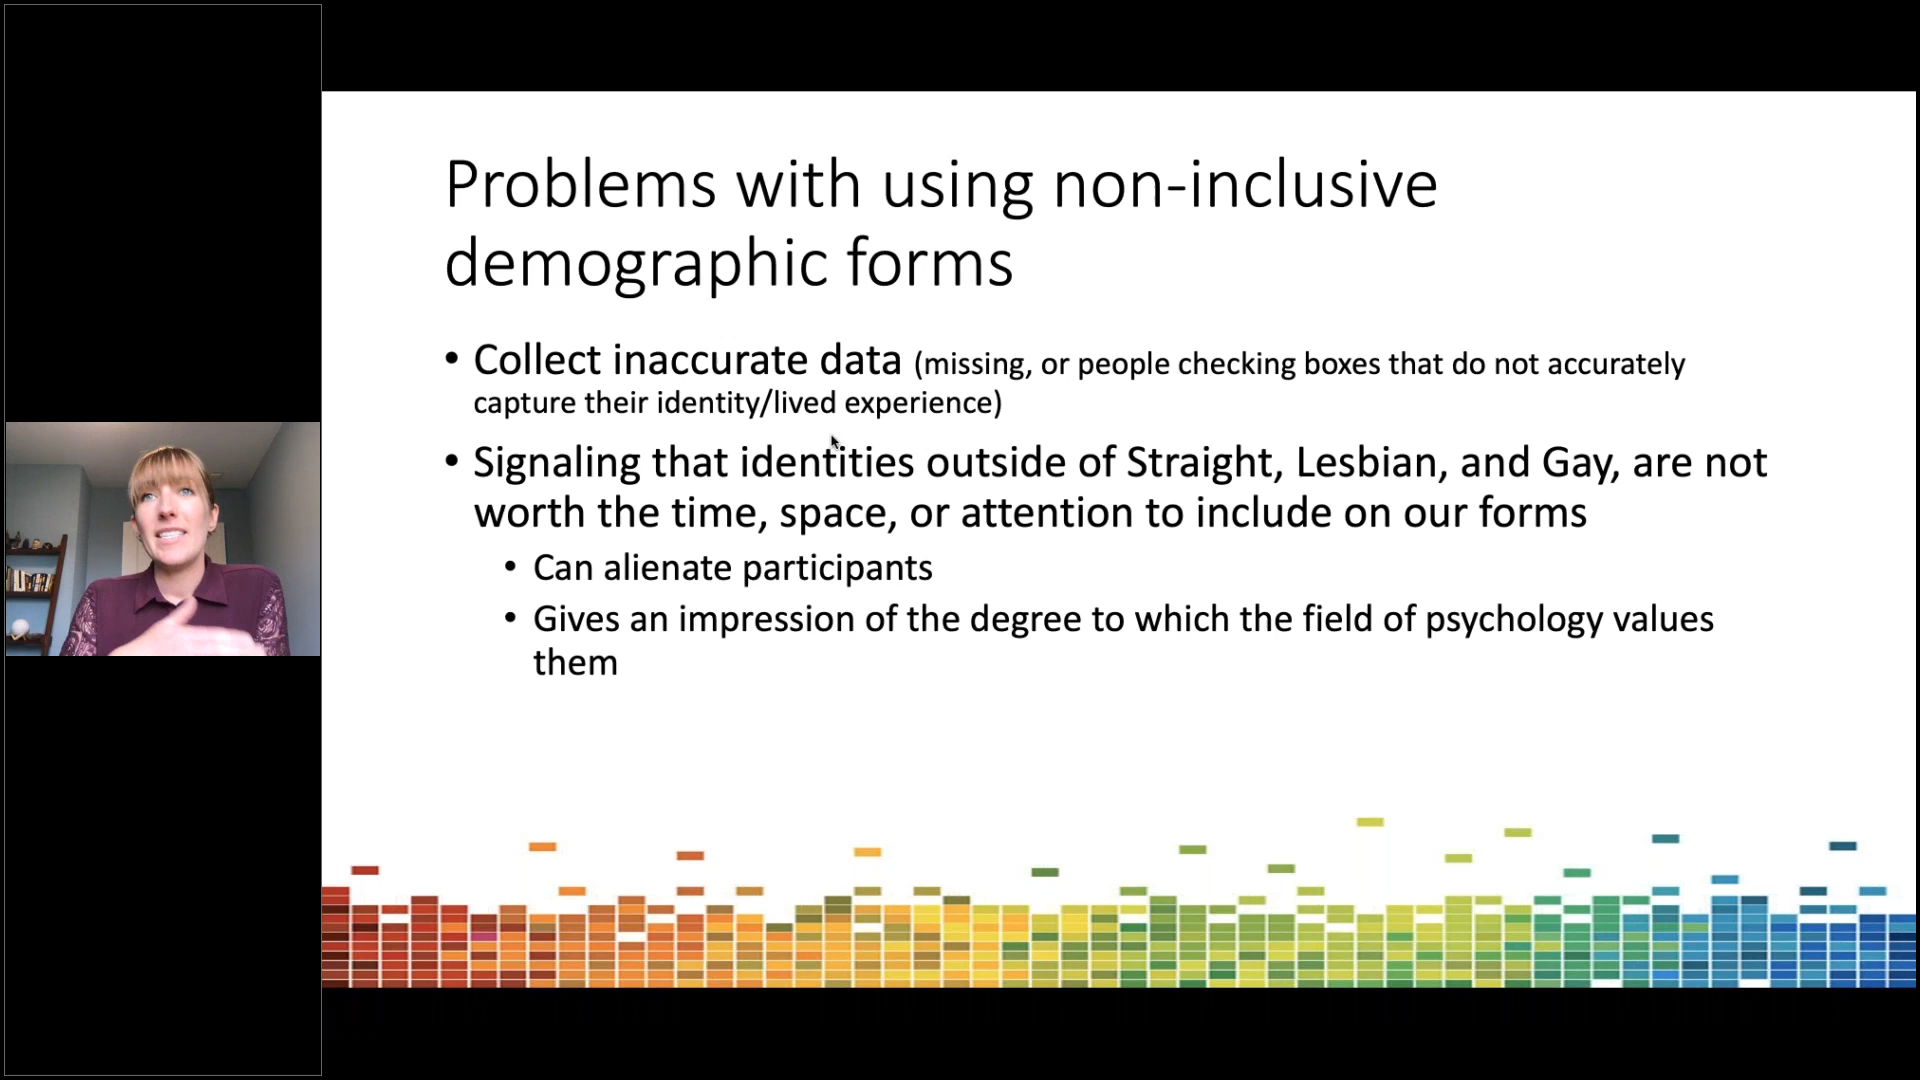 Problems with using non-inclusive
demographic forms
• Collect inaccurate data (missing, or people checking boxes that do not accurately
capture their identity/lived experience)
• Signaling that identities outside of Straight, Lesbian, and Gay, are not
worth the time, space, or attention to include on our forms
• Can alienate participants
• Gives an impression of the degree to which the field of psychology values
them